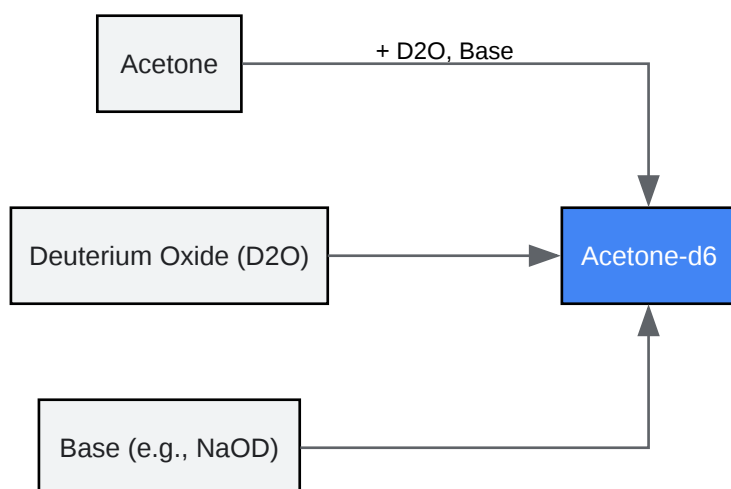 Acetone
+ D2O, Base
Deuterium Oxide (D2O)
Acetone-d6
Base (e.g., NaOD)